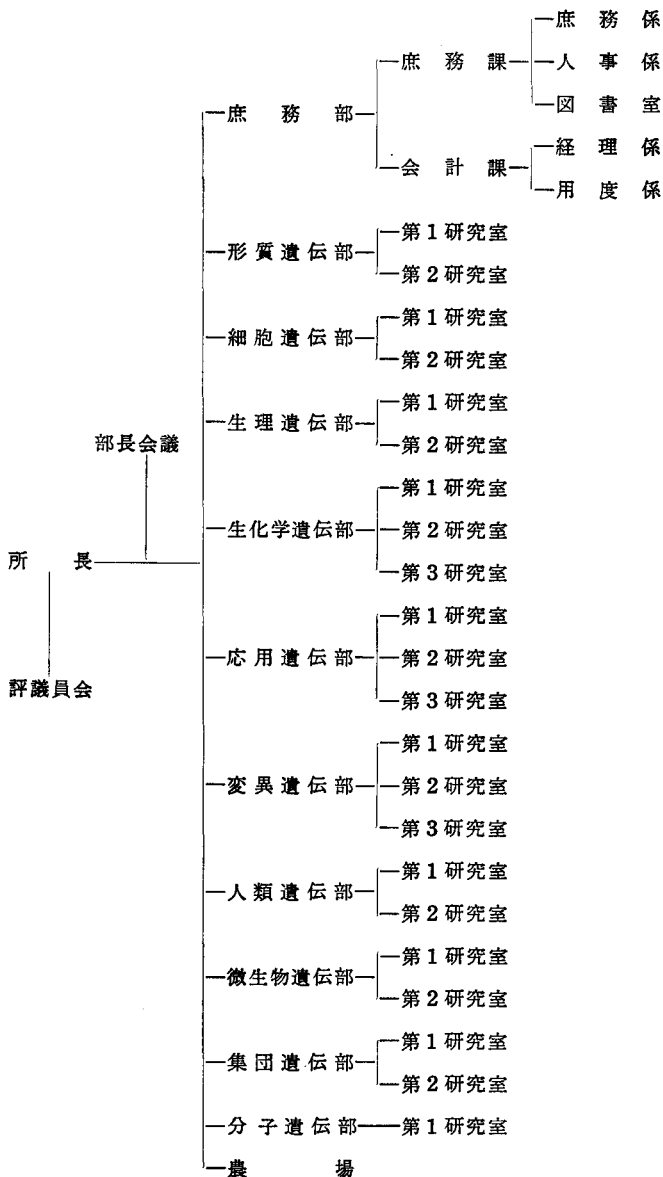 庶務係
庶務課
人事係
図書室
庶務部
会計課
経理係
用度係
形質遺伝部
第1研究室
第2研究室
細胞遺伝部
第1研究室
第2研究室
生理遺伝部
第1研究室
第2研究室
部長会議
生化学遺伝部
第1研究室
第2研究室
第3研究室
所長
評議員会
応用遺伝部
第1研究室
第2研究室
第3研究室
変異遺伝部
第1研究室
第2研究室
第3研究室
人類遺伝部
第1研究室
第2研究室
微生物遺伝部
第1研究室
第2研究室
集団遺伝部
第1研究室
第2研究室
分子遺伝部
第1研究室
農場